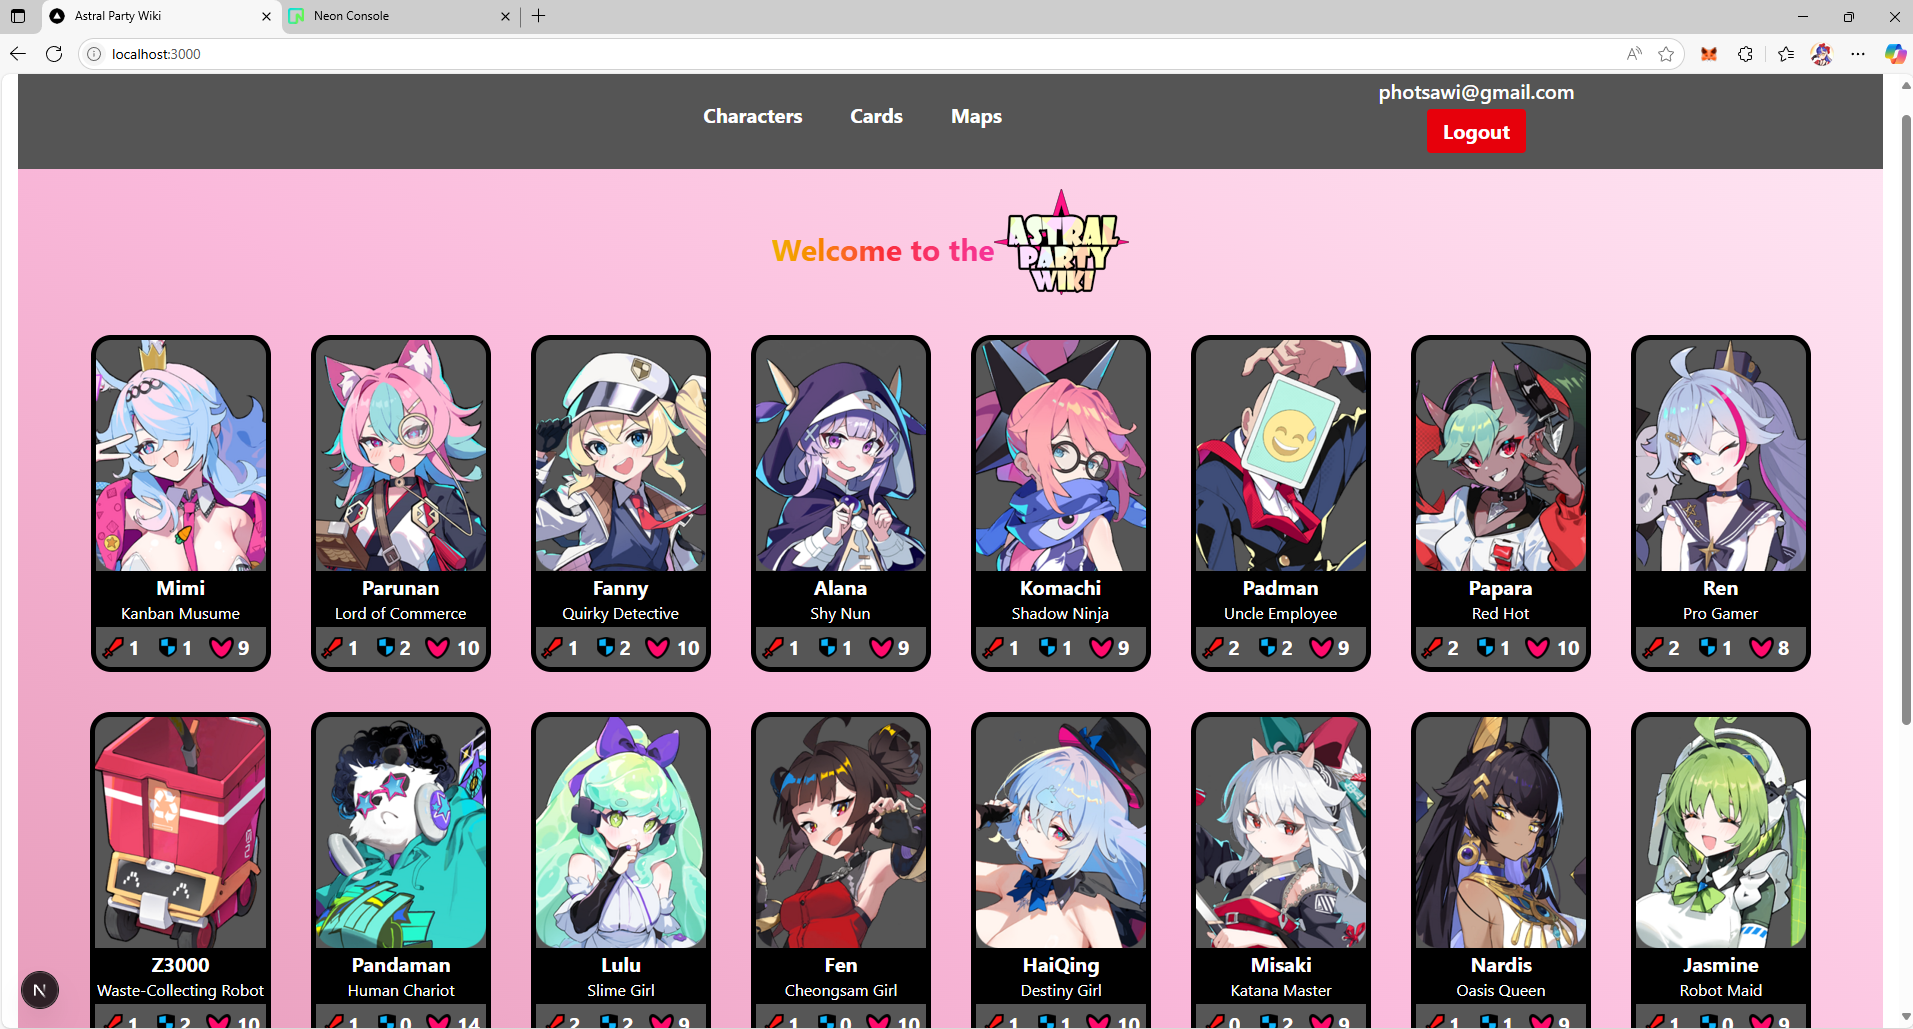 Astral Party Wiki
Neon Console
localhost:3000
photsawi@gmail.com
Characters Cards Maps
Logout
Welcome to the
ASTRAL
PARTY
WIKI
Mimi Parunan Fanny Alana Komachi Padman Papara Ren
Kanban Musume Lord of Commerce Quirky Detective Shy Nun Shadow Ninja Uncle Employee Red Hot Pro Gamer
1 1 9 1 2 10 1 2 10 1 1 9 1 1 9 2 2 9 2 1 10 2 1 8
Z3000 Pandaman Lulu Fen HaiQing Misaki Nardis Jasmine
Waste-Collecting Robot Human Chariot Slime Girl Cheongsam Girl Destiny Girl Katana Master Oasis Queen Robot Maid
1 2 10 1 0 14 2 2 9 1 0 10 1 1 10 0 2 9 1 1 9 1 0 9
N